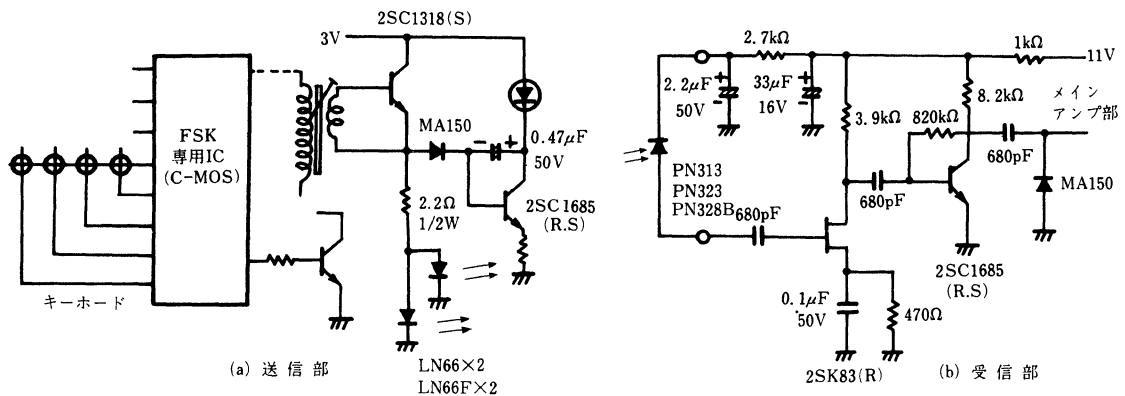 2SC1318(S)
3V
FSK
専用IC
(C-MOS)
MA150
0.47μF
50V
2.2Ω
1/2W
2SC1685
(R.S)
キーホード
(a) 送信部
LN66×2
LN66F×2
2.7kΩ
1kΩ
11V
2.2μF
50V
33μF
16V
3.9kΩ
820kΩ
8.2kΩ
メイン
アンプ部
680pF
MA150
PN313
PN323
PN328B
680pF
680pF
2SC1685
(R.S)
0.1μF
50V
470Ω
2SK83(R)
(b) 受信部